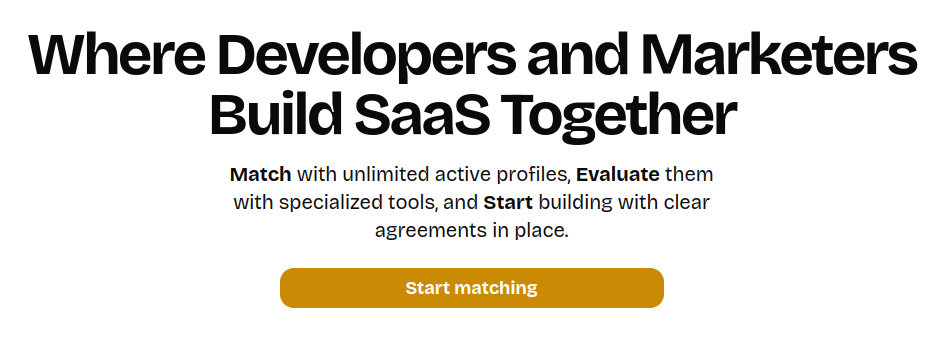 Where Developers and Marketers
Build SaaS Together
Match with unlimited active profiles, Evaluate them
with specialized tools, and Start building with clear
agreements in place.
Start matching